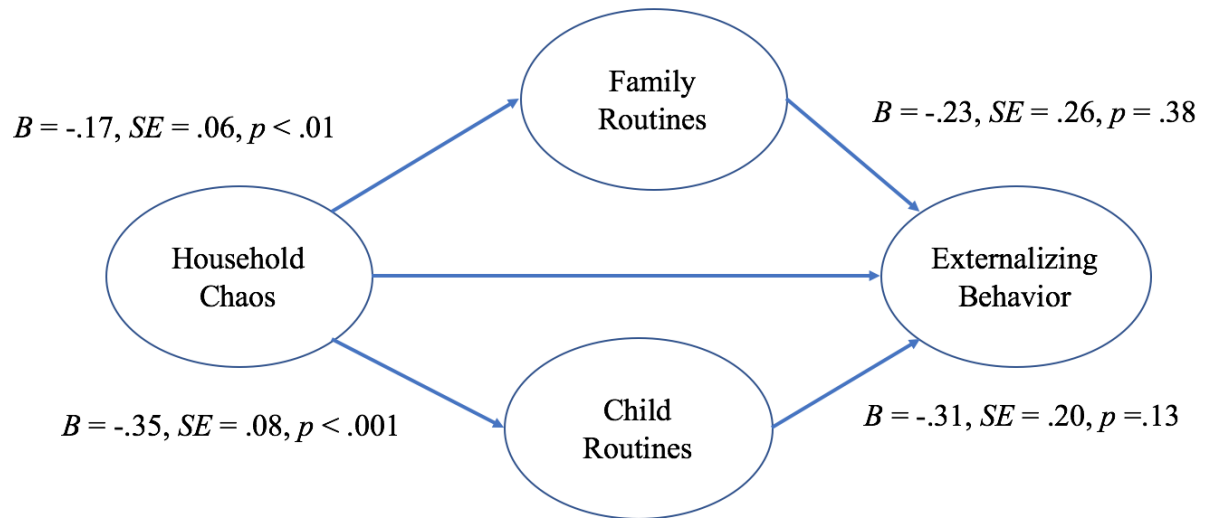 Family
Routines
B = -.17, SE = .06, p < .01
B = -.23, SE = .26, p = .38
Household
Chaos
Externalizing
Behavior
B = -.35, SE = .08, p < .001
Child
Routines
B = -.31, SE = .20, p =.13